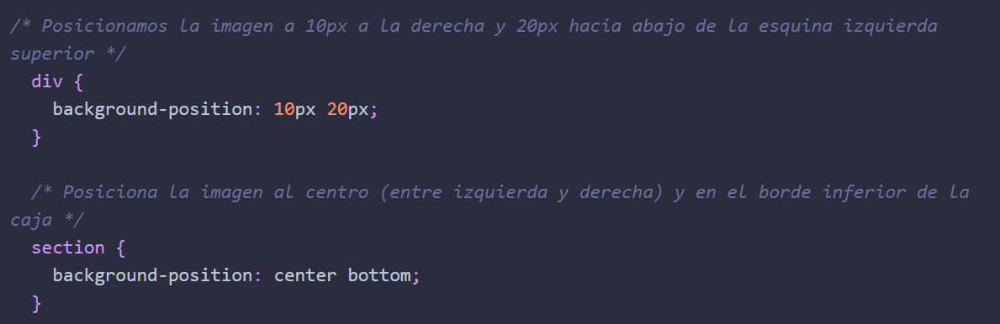 /* Posicionamos la imagen a 10px a la derecha y 20px hacia abajo de la esquina izquierda
superior */
div {
background-position: 10px 20px;
}
/* Posiciona la imagen al centro (entre izquierda y derecha) y en el borde inferior de la
caja */
section {
background-position: center bottom;
}